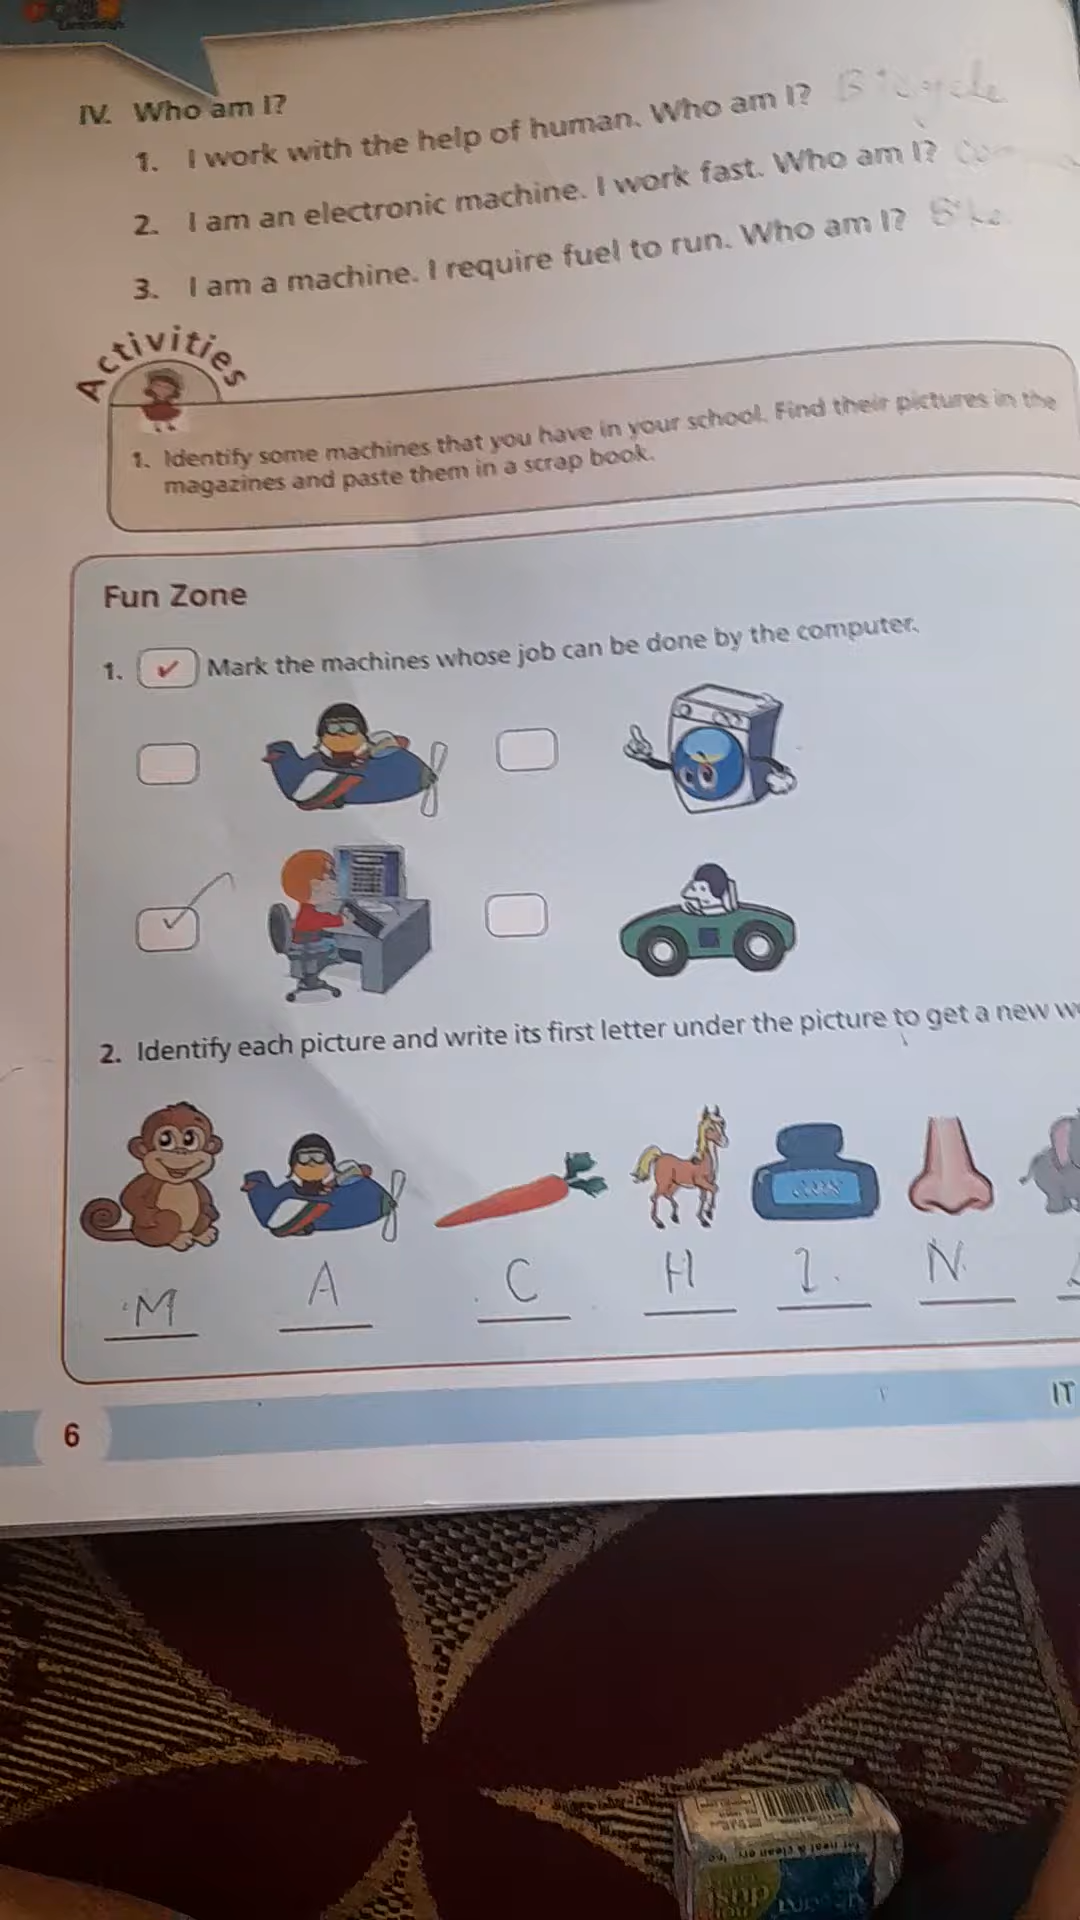 IV. Who am I?
1. I work with the help of human. Who am I? Bicycle
2. I am an electronic machine. I work fast. Who am I?
3. I am a machine. I require fuel to run. Who am I? Bike
Activities
1. Identify some machines that you have in your school. Find their pictures in the
magazines and paste them in a scrap book.
Fun Zone
1. ✓ Mark the machines whose job can be done by the computer.
2. Identify each picture and write its first letter under the picture to get a new
M A C H I N
6
IT